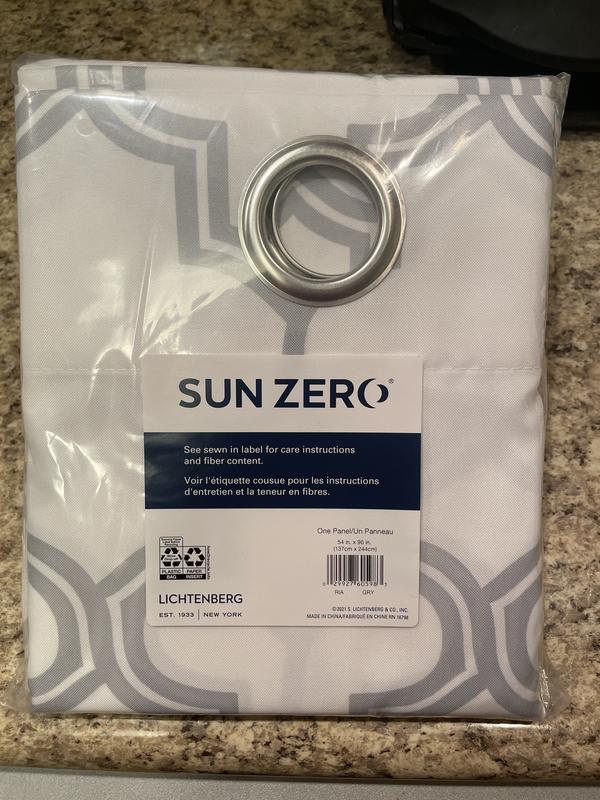 SUN ZERO®
See sewn in label for care instructions
and fiber content.
Voir l'étiquette cousue pour les instructions
d'entretien et la teneur en fibres.
One Panel/Un Panneau
54 in. x 96 in.
(137cm x 244cm)
PLASTIC BAG
PAPER INSERT
8 29927 60598
RIA GRY
LICHTENBERG
EST. 1933 | NEW YORK
©2021 S. LICHTENBERG & CO., INC.
MADE IN CHINA/FABRIQUÉ EN CHINE RN 16798